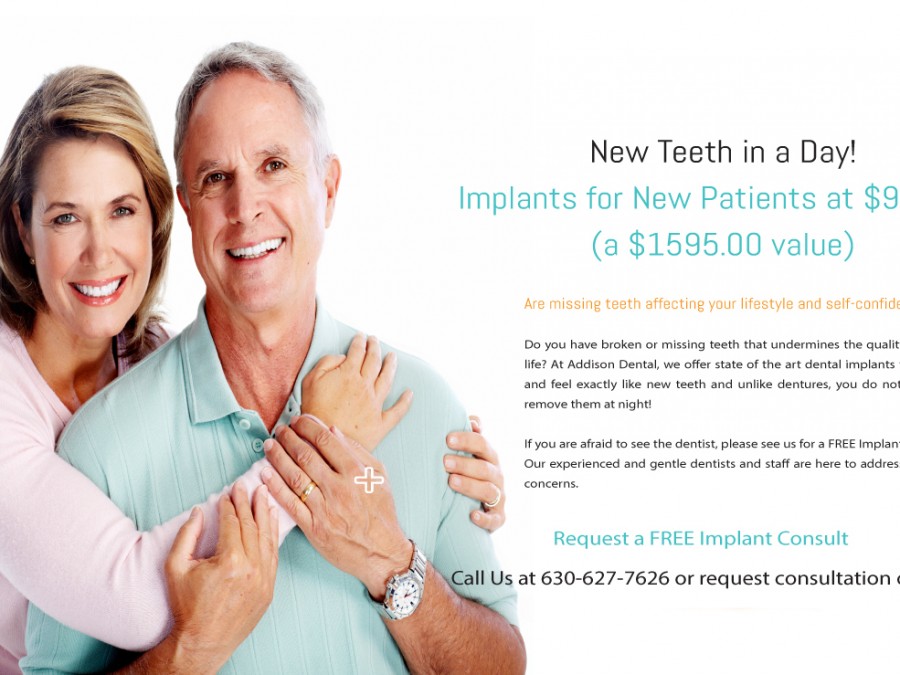 New Teeth in a Day!
Implants for New Patients at $9
(a $1595.00 value)
Are missing teeth affecting your lifestyle and self-confide
Do you have broken or missing teeth that undermines the quality
life? At Addison Dental, we offer state of the art dental implants
and feel exactly like new teeth and unlike dentures, you do not
remove them at night!
If you are afraid to see the dentist, please see us for a FREE Implant
Our experienced and gentle dentists and staff are here to addres
concerns.
Request a FREE Implant Consult
Call Us at 630-627-7626 or request consultation